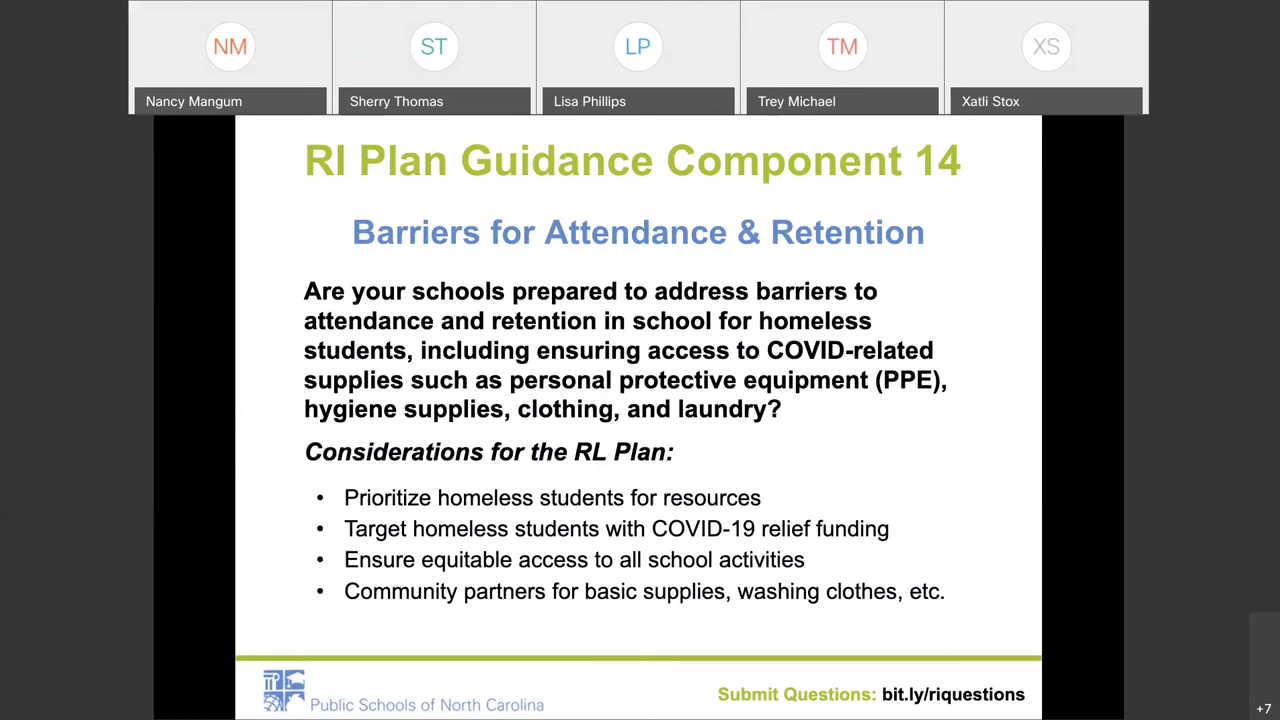 NM
ST
LP
TM
XS
Nancy Mangum
Sherry Thomas
Lisa Phillips
Trey Michael
Xatli Stox
RI Plan Guidance Component 14
Barriers for Attendance & Retention
Are your schools prepared to address barriers to
attendance and retention in school for homeless
students, including ensuring access to COVID-related
supplies such as personal protective equipment (PPE),
hygiene supplies, clothing, and laundry?
Considerations for the RL Plan:
• Prioritize homeless students for resources
• Target homeless students with COVID-19 relief funding
• Ensure equitable access to all school activities
• Community partners for basic supplies, washing clothes, etc.
Public Schools of North Carolina
Submit Questions: bit.ly/riquestions
+7